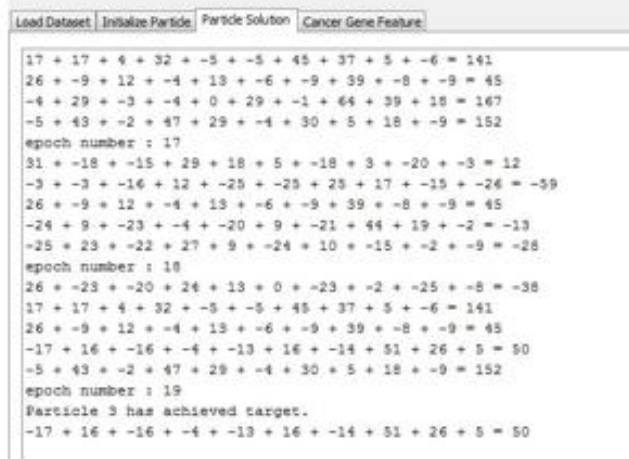 Load Dataset Initialize Particle Particle Solution Cancer Gene Feature
17 + 17 + 4 + 32 + -5 + -5 + 45 + 37 + 5 + -6 = 141
26 + -9 + 12 + -4 + 13 + -6 + -9 + 39 + -8 + -9 = 45
-4 + 29 + -3 + -4 + 0 + 29 + -1 + 64 + 39 + 18 = 167
-5 + 43 + -2 + 47 + 29 + -4 + 30 + 5 + 18 + -9 = 152
epoch number : 17
31 + -18 + -15 + 29 + 18 + 5 + -18 + 3 + -20 + -3 = 12
-3 + -3 + -16 + 12 + -25 + -25 + 25 + 17 + -15 + -26 = -59
26 + -9 + 12 + -4 + 13 + -6 + -9 + 39 + -8 + -9 = 45
-24 + 9 + -23 + -4 + -20 + 9 + -21 + 44 + 19 + -2 = -13
-25 + 23 + -22 + 27 + 9 + -24 + 10 + -15 + -2 + -9 = -28
epoch number : 18
26 + -23 + -20 + 24 + 13 + 0 + -23 + -2 + -25 + -8 = -38
17 + 17 + 4 + 32 + -5 + -5 + 45 + 37 + 5 + -6 = 141
26 + -9 + 12 + -4 + 13 + -6 + -9 + 39 + -8 + -9 = 45
-17 + 16 + -16 + -4 + -13 + 16 + -14 + 51 + 26 + 5 = 50
-5 + 43 + -2 + 47 + 29 + -4 + 30 + 5 + 18 + -9 = 152
epoch number : 19
Particle 3 has achieved target.
-17 + 16 + -16 + -4 + -13 + 16 + -14 + 51 + 26 + 5 = 50